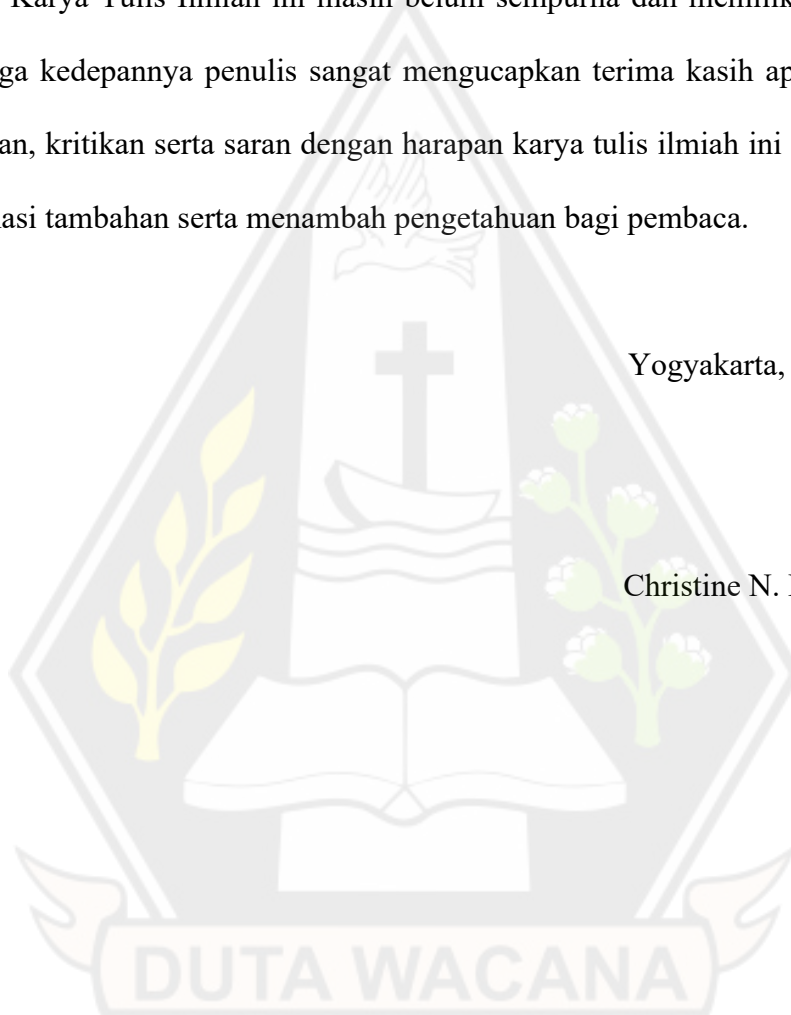 Karya Tulis Ilmiah ini masih belum sempurna dan
ga kedepannya penulis sangat mengucapkan terima kasih ap
an, kritikan serta saran dengan harapan karya tulis ilmiah ini
asi tambahan serta menambah pengetahuan bagi pembaca.
Yogyakarta,
Christine N.
DUTA WACANA